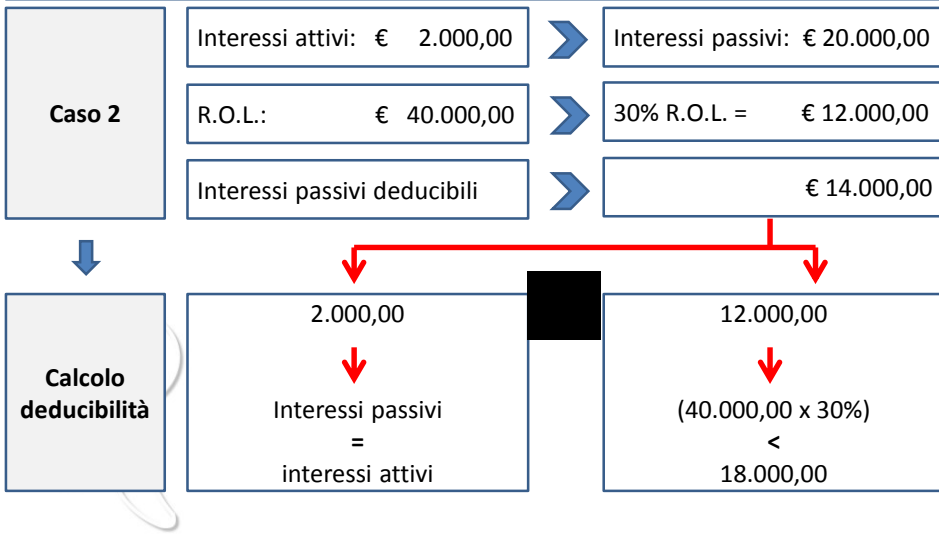 Caso 2
Interessi attivi: € 2.000,00
Interessi passivi: € 20.000,00
R.O.L.: € 40.000,00
30% R.O.L. = € 12.000,00
Interessi passivi deducibili
€ 14.000,00
Calcolo
deducibilità
2.000,00
Interessi passivi
=
interessi attivi
12.000,00
(40.000,00 x 30%)
<
18.000,00